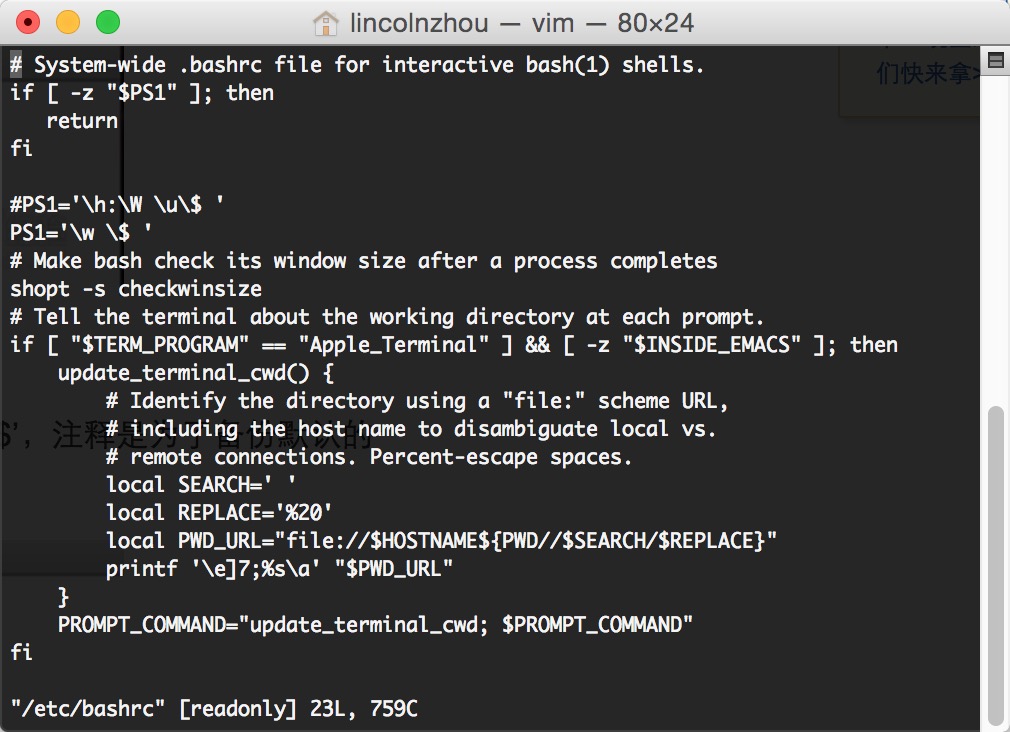 lincolnzhou — vim — 80×24
们快来拿>
# System-wide .bashrc file for interactive bash(1) shells.
if [ -z "$PS1" ]; then
   return
fi

#PS1='\h:\W \u\$ '
PS1='\w \$ '
# Make bash check its window size after a process completes
shopt -s checkwinsize
# Tell the terminal about the working directory at each prompt.
if [ "$TERM_PROGRAM" == "Apple_Terminal" ] && [ -z "$INSIDE_EMACS" ]; then
    update_terminal_cwd() {
        # Identify the directory using a "file:" scheme URL,
        # including the host name to disambiguate local vs.
$', 注释是为了备份默认的
        # remote connections. Percent-escape spaces.
        local SEARCH=' '
        local REPLACE='%20'
        local PWD_URL="file://$HOSTNAME${PWD//$SEARCH/$REPLACE}"
        printf '\e]7;%s\a' "$PWD_URL"
    }
    PROMPT_COMMAND="update_terminal_cwd; $PROMPT_COMMAND"
fi

"/etc/bashrc" [readonly] 23L, 759C